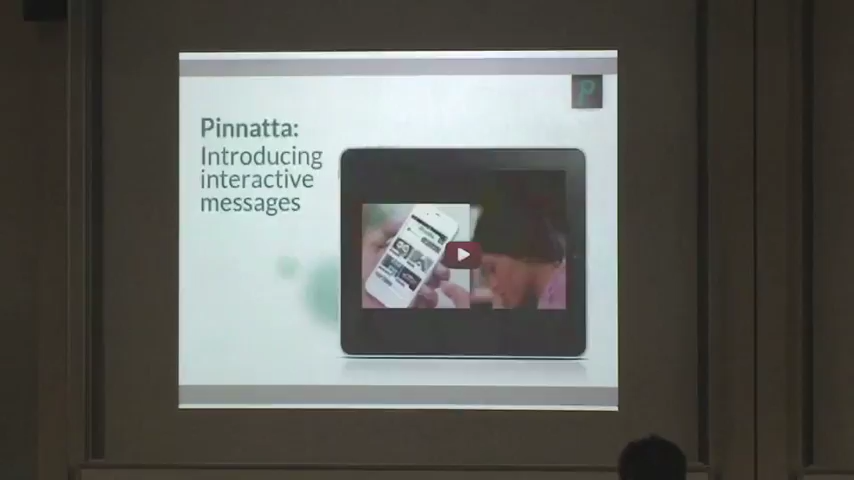 P
Pinnatta:
Introducing
interactive
messages